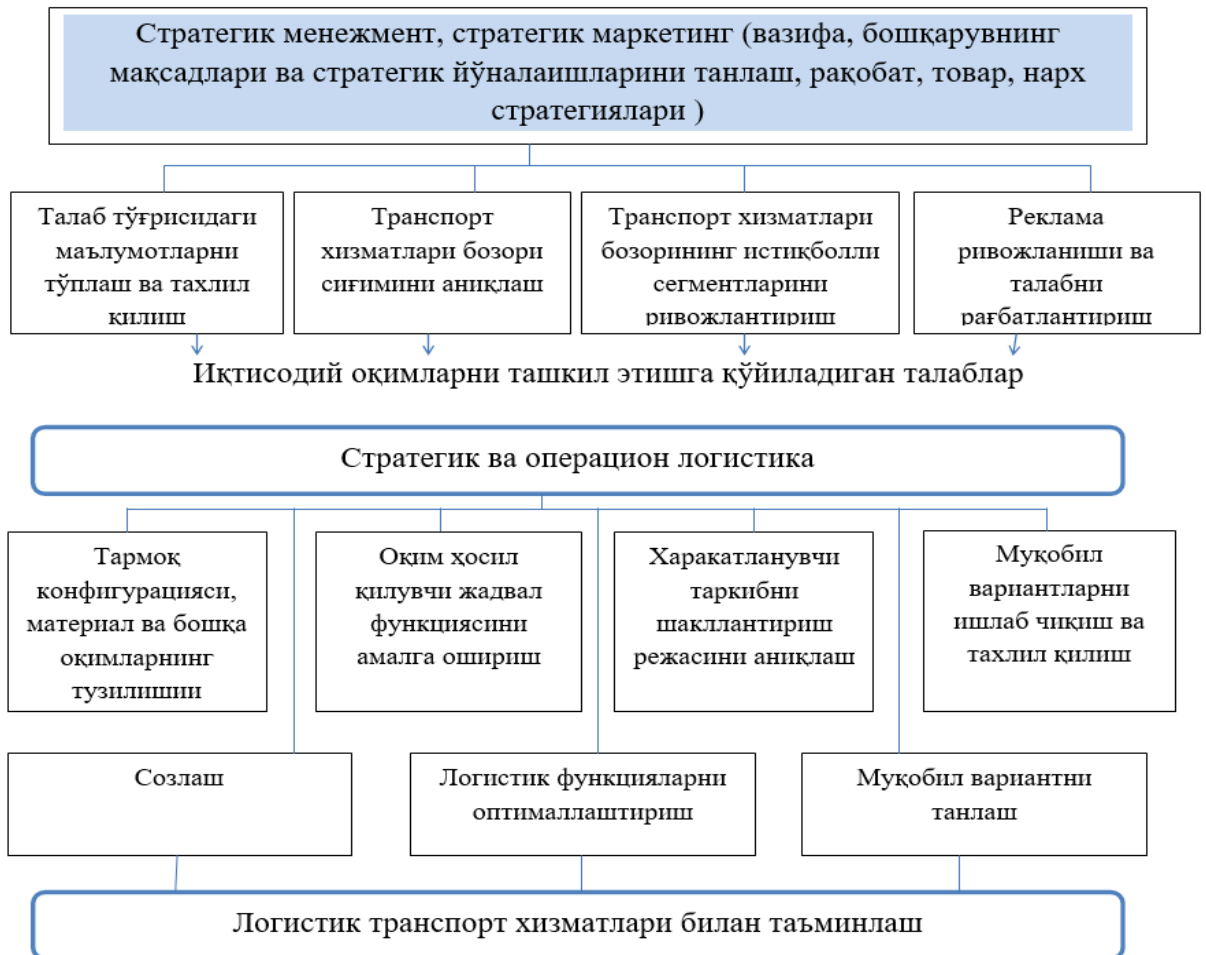 Стратегик менежмент, стратегик маркетинг (вазифа, бошқарувнинг
мақсадлари ва стратегик йўналаишларини танлаш, рақобат, товар, нарх
стратегиялари )
Талаб тўғрисидаги
маълумотларни
тўплаш ва тахлил
қилиш
Транспорт
хизматлари бозори
сиғимини аниқлаш
Транспорт хизматлари
бозорининг истиқболли
сегментларини
ривожлантириш
Реклама
ривожланиши ва
талабни
рағбатлантириш
Иқтисодий оқимларни ташкил этишга қўйиладиган талаблар
Стратегик ва операцион логистика
Тармоқ
конфигурацияси,
материал ва бошқа
оқимларнинг
тузилишии
Оқим ҳосил
қилувчи жадвал
функциясини
амалга ошириш
Харакатланувчи
таркибни
шакллантириш
режасини аниқлаш
Муқобил
вариантларни
ишлаб чиқиш ва
тахлил қилиш
Созлаш
Логистик функцияларни
оптималлаштириш
Муқобил вариантни
танлаш
Логистик транспорт хизматлари билан таъминлаш